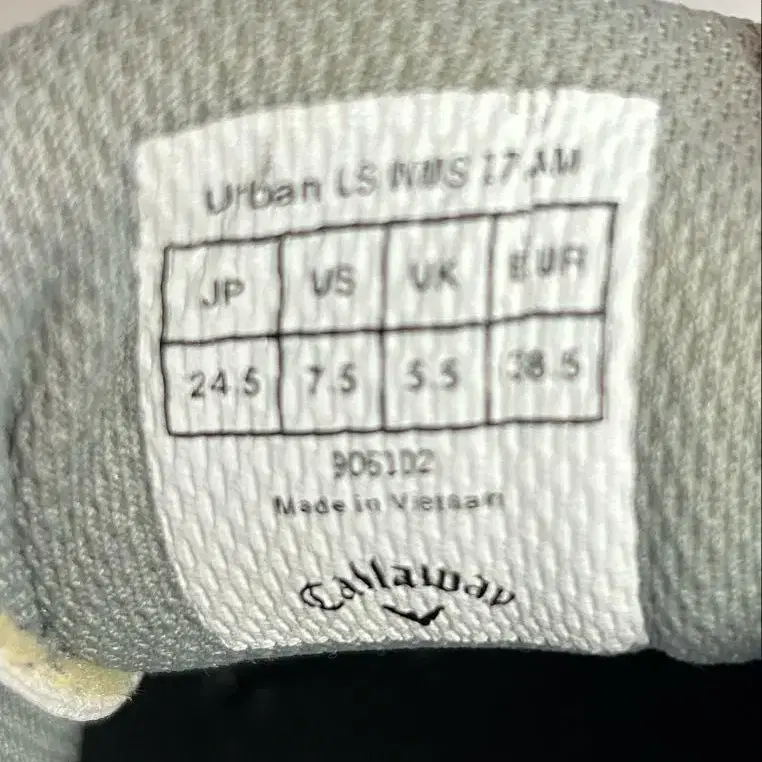 Urban LS WMS 17 AM
JP US UK EUR
24.5 7.5 5.5 38.5
906102
Made in Vietnam
Callaway